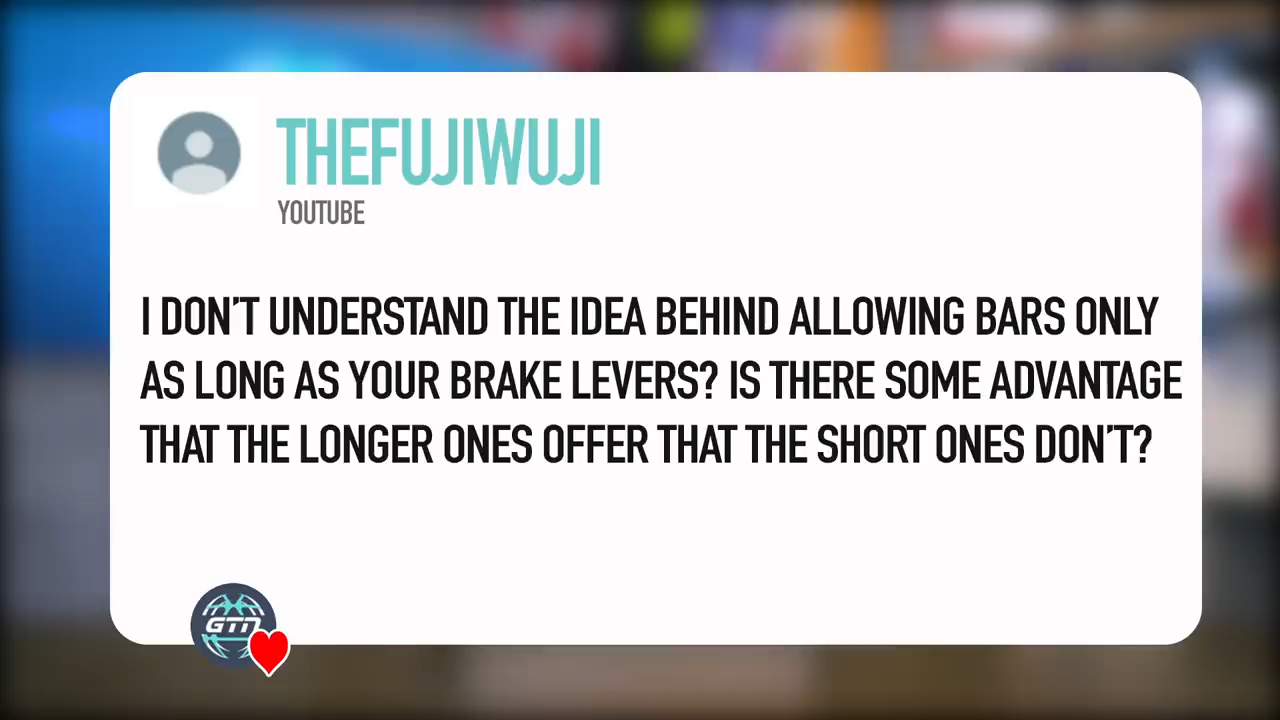 THEFUJIWUJI
YOUTUBE
I DON'T UNDERSTAND THE IDEA BEHIND ALLOWING BARS ONLY
AS LONG AS YOUR BRAKE LEVERS? IS THERE SOME ADVANTAGE
THAT THE LONGER ONES OFFER THAT THE SHORT ONES DON'T?
GTN